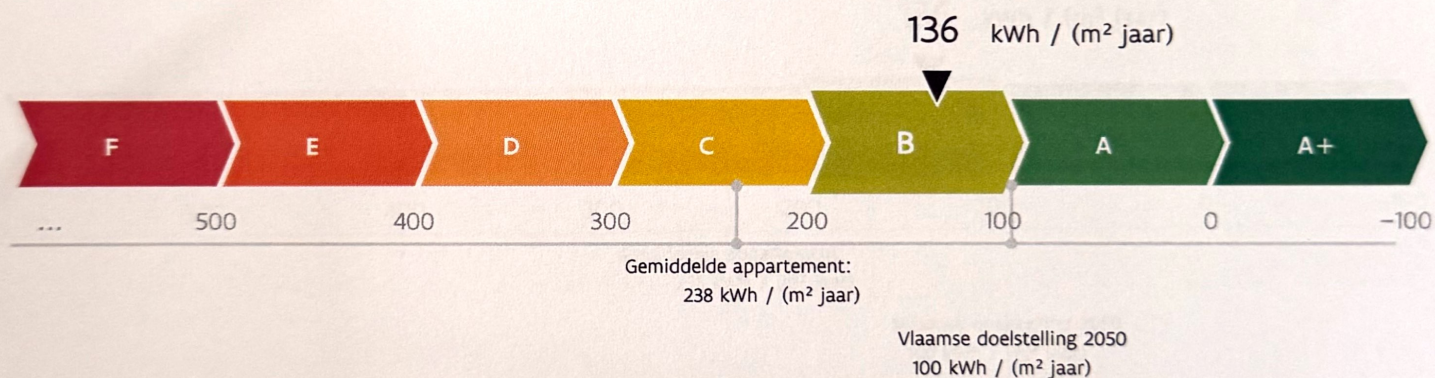 136 kWh / (m² jaar)
F E D C B A A+
... 500 400 300 200 100 0 −100
Gemiddelde appartement:
238 kWh / (m² jaar)
Vlaamse doelstelling 2050
100 kWh / (m² jaar)